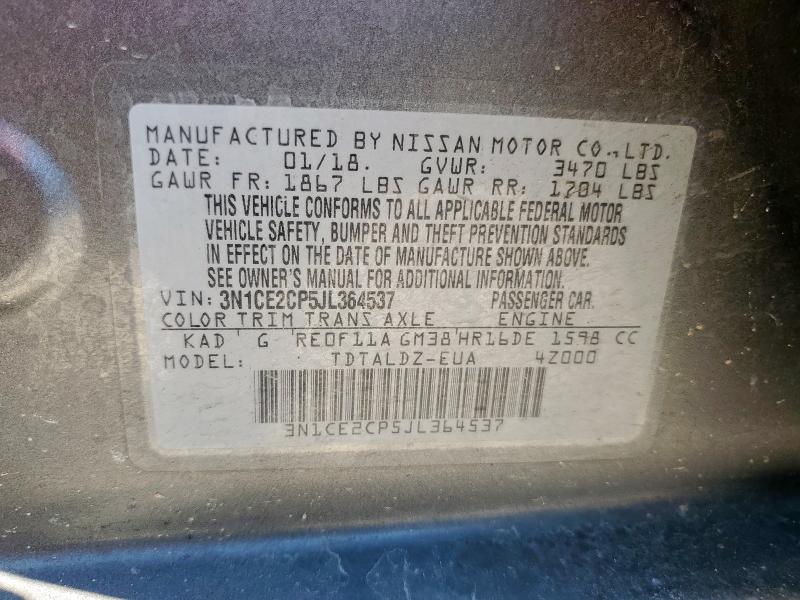 MANUFACTURED BY NISSAN MOTOR CO., LTD.
DATE: 01/18. GVWR: 3470 LBS
GAWR FR: 1867 LBS GAWR RR: 1704 LBS
THIS VEHICLE CONFORMS TO ALL APPLICABLE FEDERAL MOTOR
VEHICLE SAFETY, BUMPER AND THEFT PREVENTION STANDARDS
IN EFFECT ON THE DATE OF MANUFACTURE SHOWN ABOVE.
SEE OWNER'S MANUAL FOR ADDITIONAL INFORMATION.
VIN: 3N1CE2CP5JL364537 PASSENGER CAR.
COLOR TRIM TRANS AXLE ENGINE
KAD G RE0F11A GM38 HR16DE 1598 CC
MODEL: TDTALDZ-EUA 4Z000
3N1CE2CP5JL364537